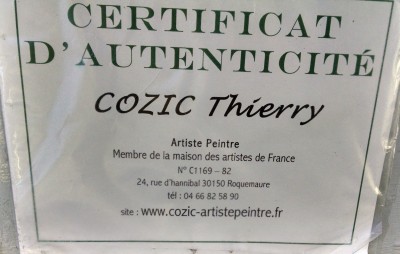 CERTIFICAT
D'AUTENTICITÉ
COZIC Thierry
Artiste Peintre
Membre de la maison des artistes de France
N° C1169 – 82
24, rue d'hannibal 30150 Roquemaure
tél : 04 66 82 58 90
site : www.cozic-artistepeintre.fr